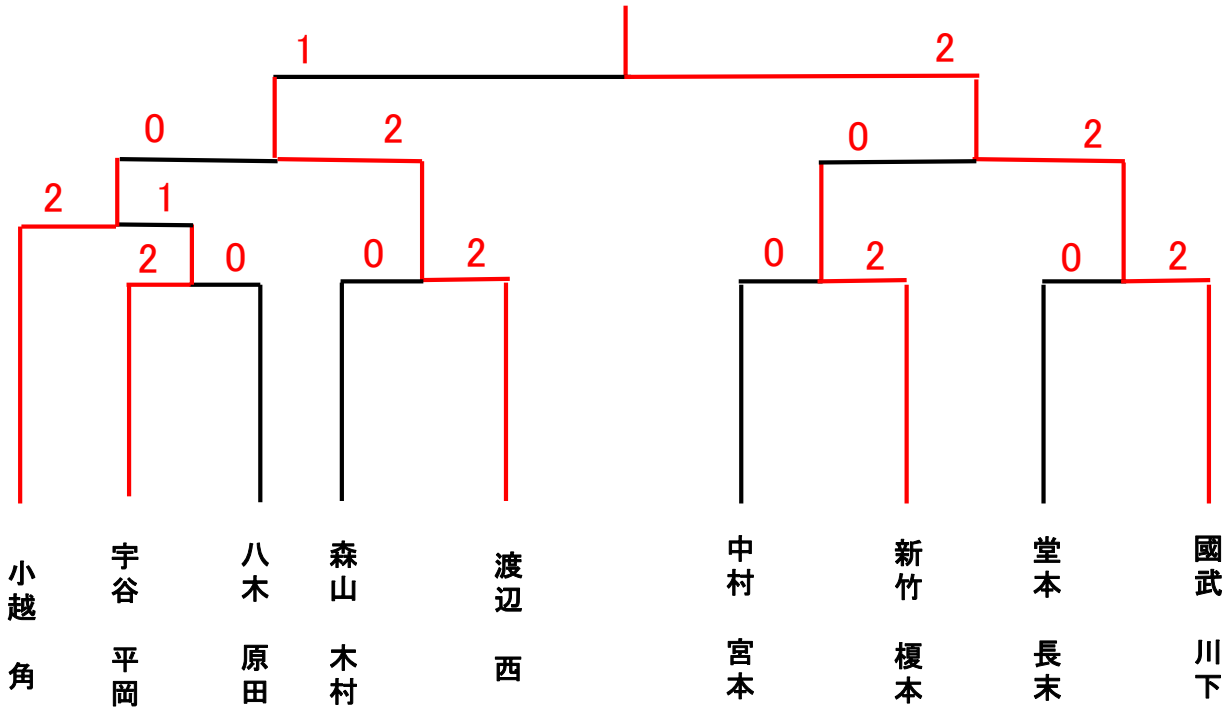 1 2
0 2 0 2
2 1
2 0 0 2 0 2 0 2
小越 角
宇谷 平岡
八木 原田
森山 木村
渡辺 西
中村 宮本
新竹 榎本
堂本 長末
國武 川下